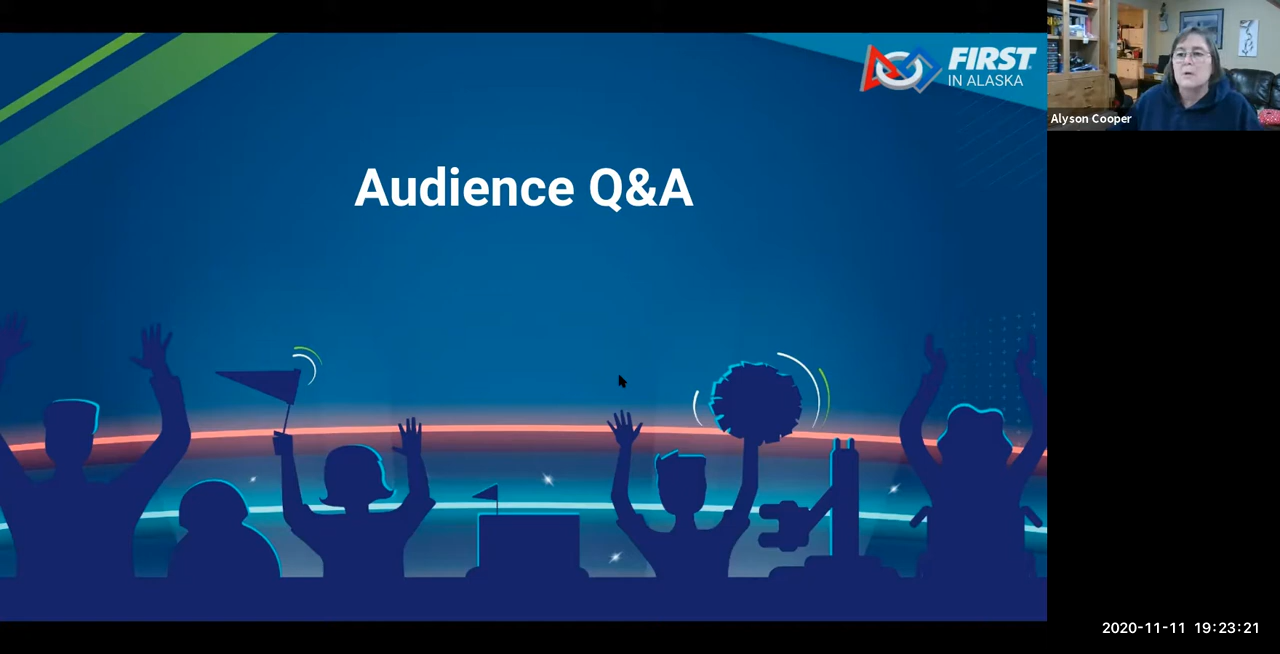 FIRST
IN ALASKA
Alyson Cooper
Audience Q&A
2020-11-11 19:23:21